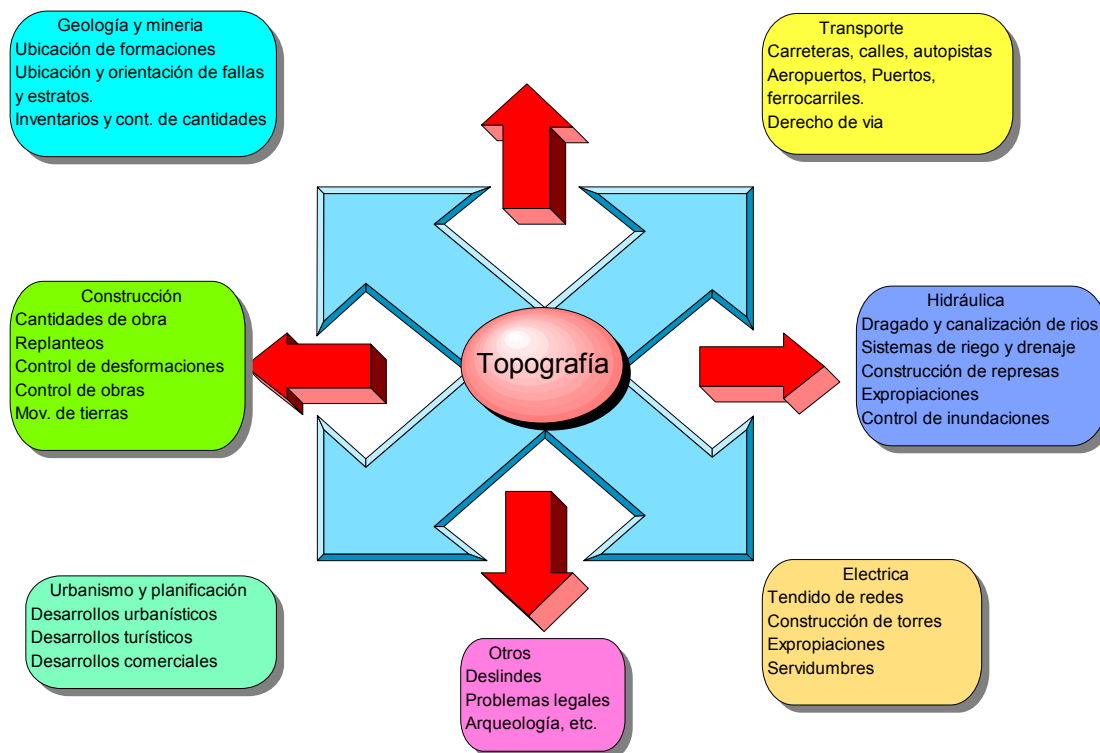 Geología y mineria
Ubicación de formaciones
Ubicación y orientación de fallas
y estratos.
Inventarios y cont. de cantidades
Transporte
Carreteras, calles, autopistas
Aeropuertos, Puertos,
ferrocarriles.
Derecho de via
Construcción
Cantidades de obra
Replanteos
Control de desformaciones
Control de obras
Mov. de tierras
Topografía
Hidráulica
Dragado y canalización de rios
Sistemas de riego y drenaje
Construcción de represas
Expropiaciones
Control de inundaciones
Urbanismo y planificación
Desarrollos urbanísticos
Desarrollos turísticos
Desarrollos comerciales
Otros
Deslindes
Problemas legales
Arqueología, etc.
Electrica
Tendido de redes
Construcción de torres
Expropiaciones
Servidumbres